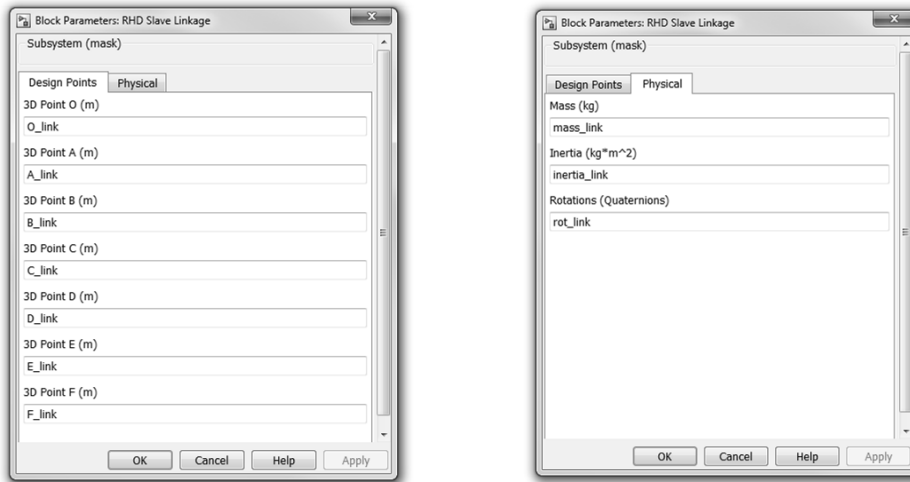 Block Parameters: RHD Slave Linkage
Subsystem (mask)
Design Points Physical
3D Point O (m)
O_link
3D Point A (m)
A_link
3D Point B (m)
B_link
3D Point C (m)
C_link
3D Point D (m)
D_link
3D Point E (m)
E_link
3D Point F (m)
F_link
OK Cancel Help Apply
Block Parameters: RHD Slave Linkage
Subsystem (mask)
Design Points Physical
Mass (kg)
mass_link
Inertia (kg*m^2)
inertia_link
Rotations (Quaternions)
rot_link
OK Cancel Help Apply